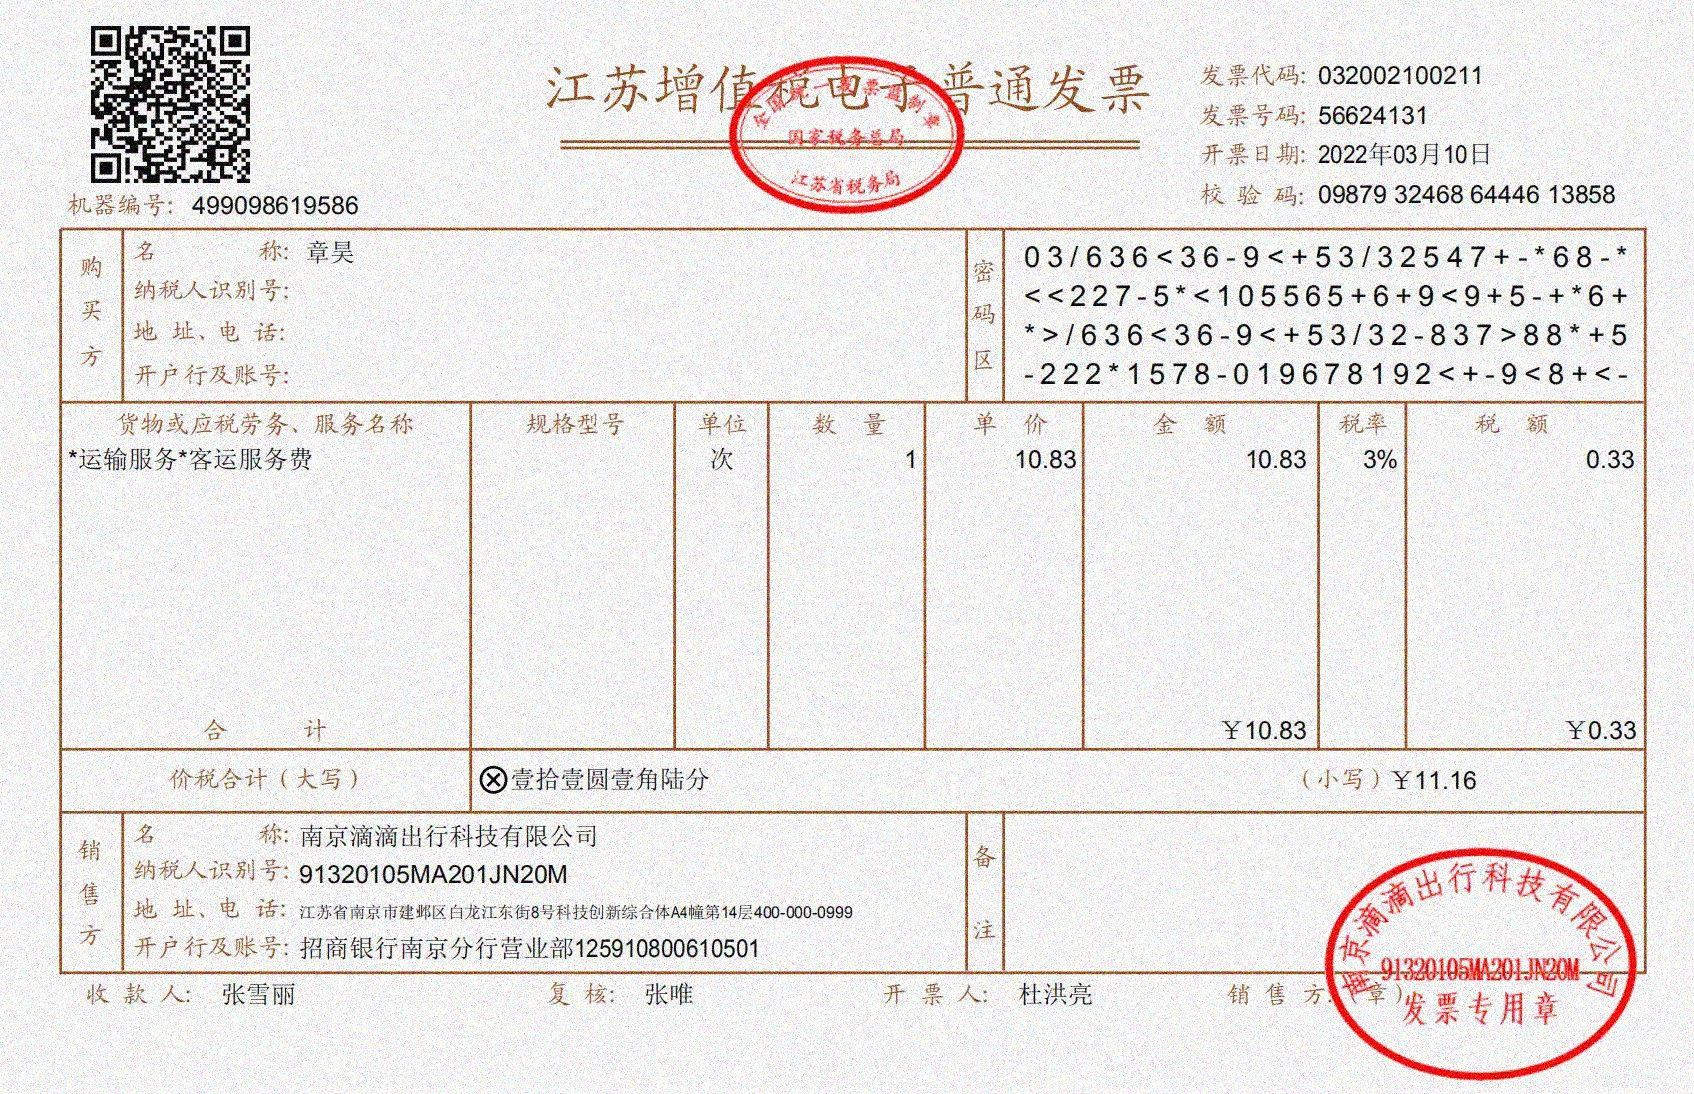 江苏增值税电子普通发票
全国统一发票监制章
国家税务总局
江苏省税务局
发票代码: 032002100211
发票号码: 56624131
开票日期: 2022年03月10日
校 验 码: 09879 32468 64446 13858
机器编号: 499098619586
购买方
名 称: 章昊
纳税人识别号:
地 址、电 话:
开户行及账号:
密码区
03/636<36-9<+53/32547+-*68-*
<<227-5*<105565+6+9<9+5-+*6+
*>/636<36-9<+53/32-837>88*+5
-222*1578-019678192<+-9<8+<-
货物或应税劳务、服务名称 规格型号 单位 数 量 单 价 金 额 税率 税 额
*运输服务*客运服务费 次 1 10.83 10.83 3% 0.33
合 计 ￥10.83 ￥0.33
价税合计(大写) ⊗壹拾壹圆壹角陆分 (小写)￥11.16
销售方
名 称: 南京滴滴出行科技有限公司
纳税人识别号: 91320105MA201JN20M
地 址、电 话: 江苏省南京市建邺区白龙江东街8号科技创新综合体A4幢第14层400-000-0999
开户行及账号: 招商银行南京分行营业部125910800610501
备注
收 款 人: 张雪丽 复 核: 张唯 开 票 人: 杜洪亮 销 售 方: 章)
南京滴滴出行科技有限公司
91320105MA201JN20M
发票专用章